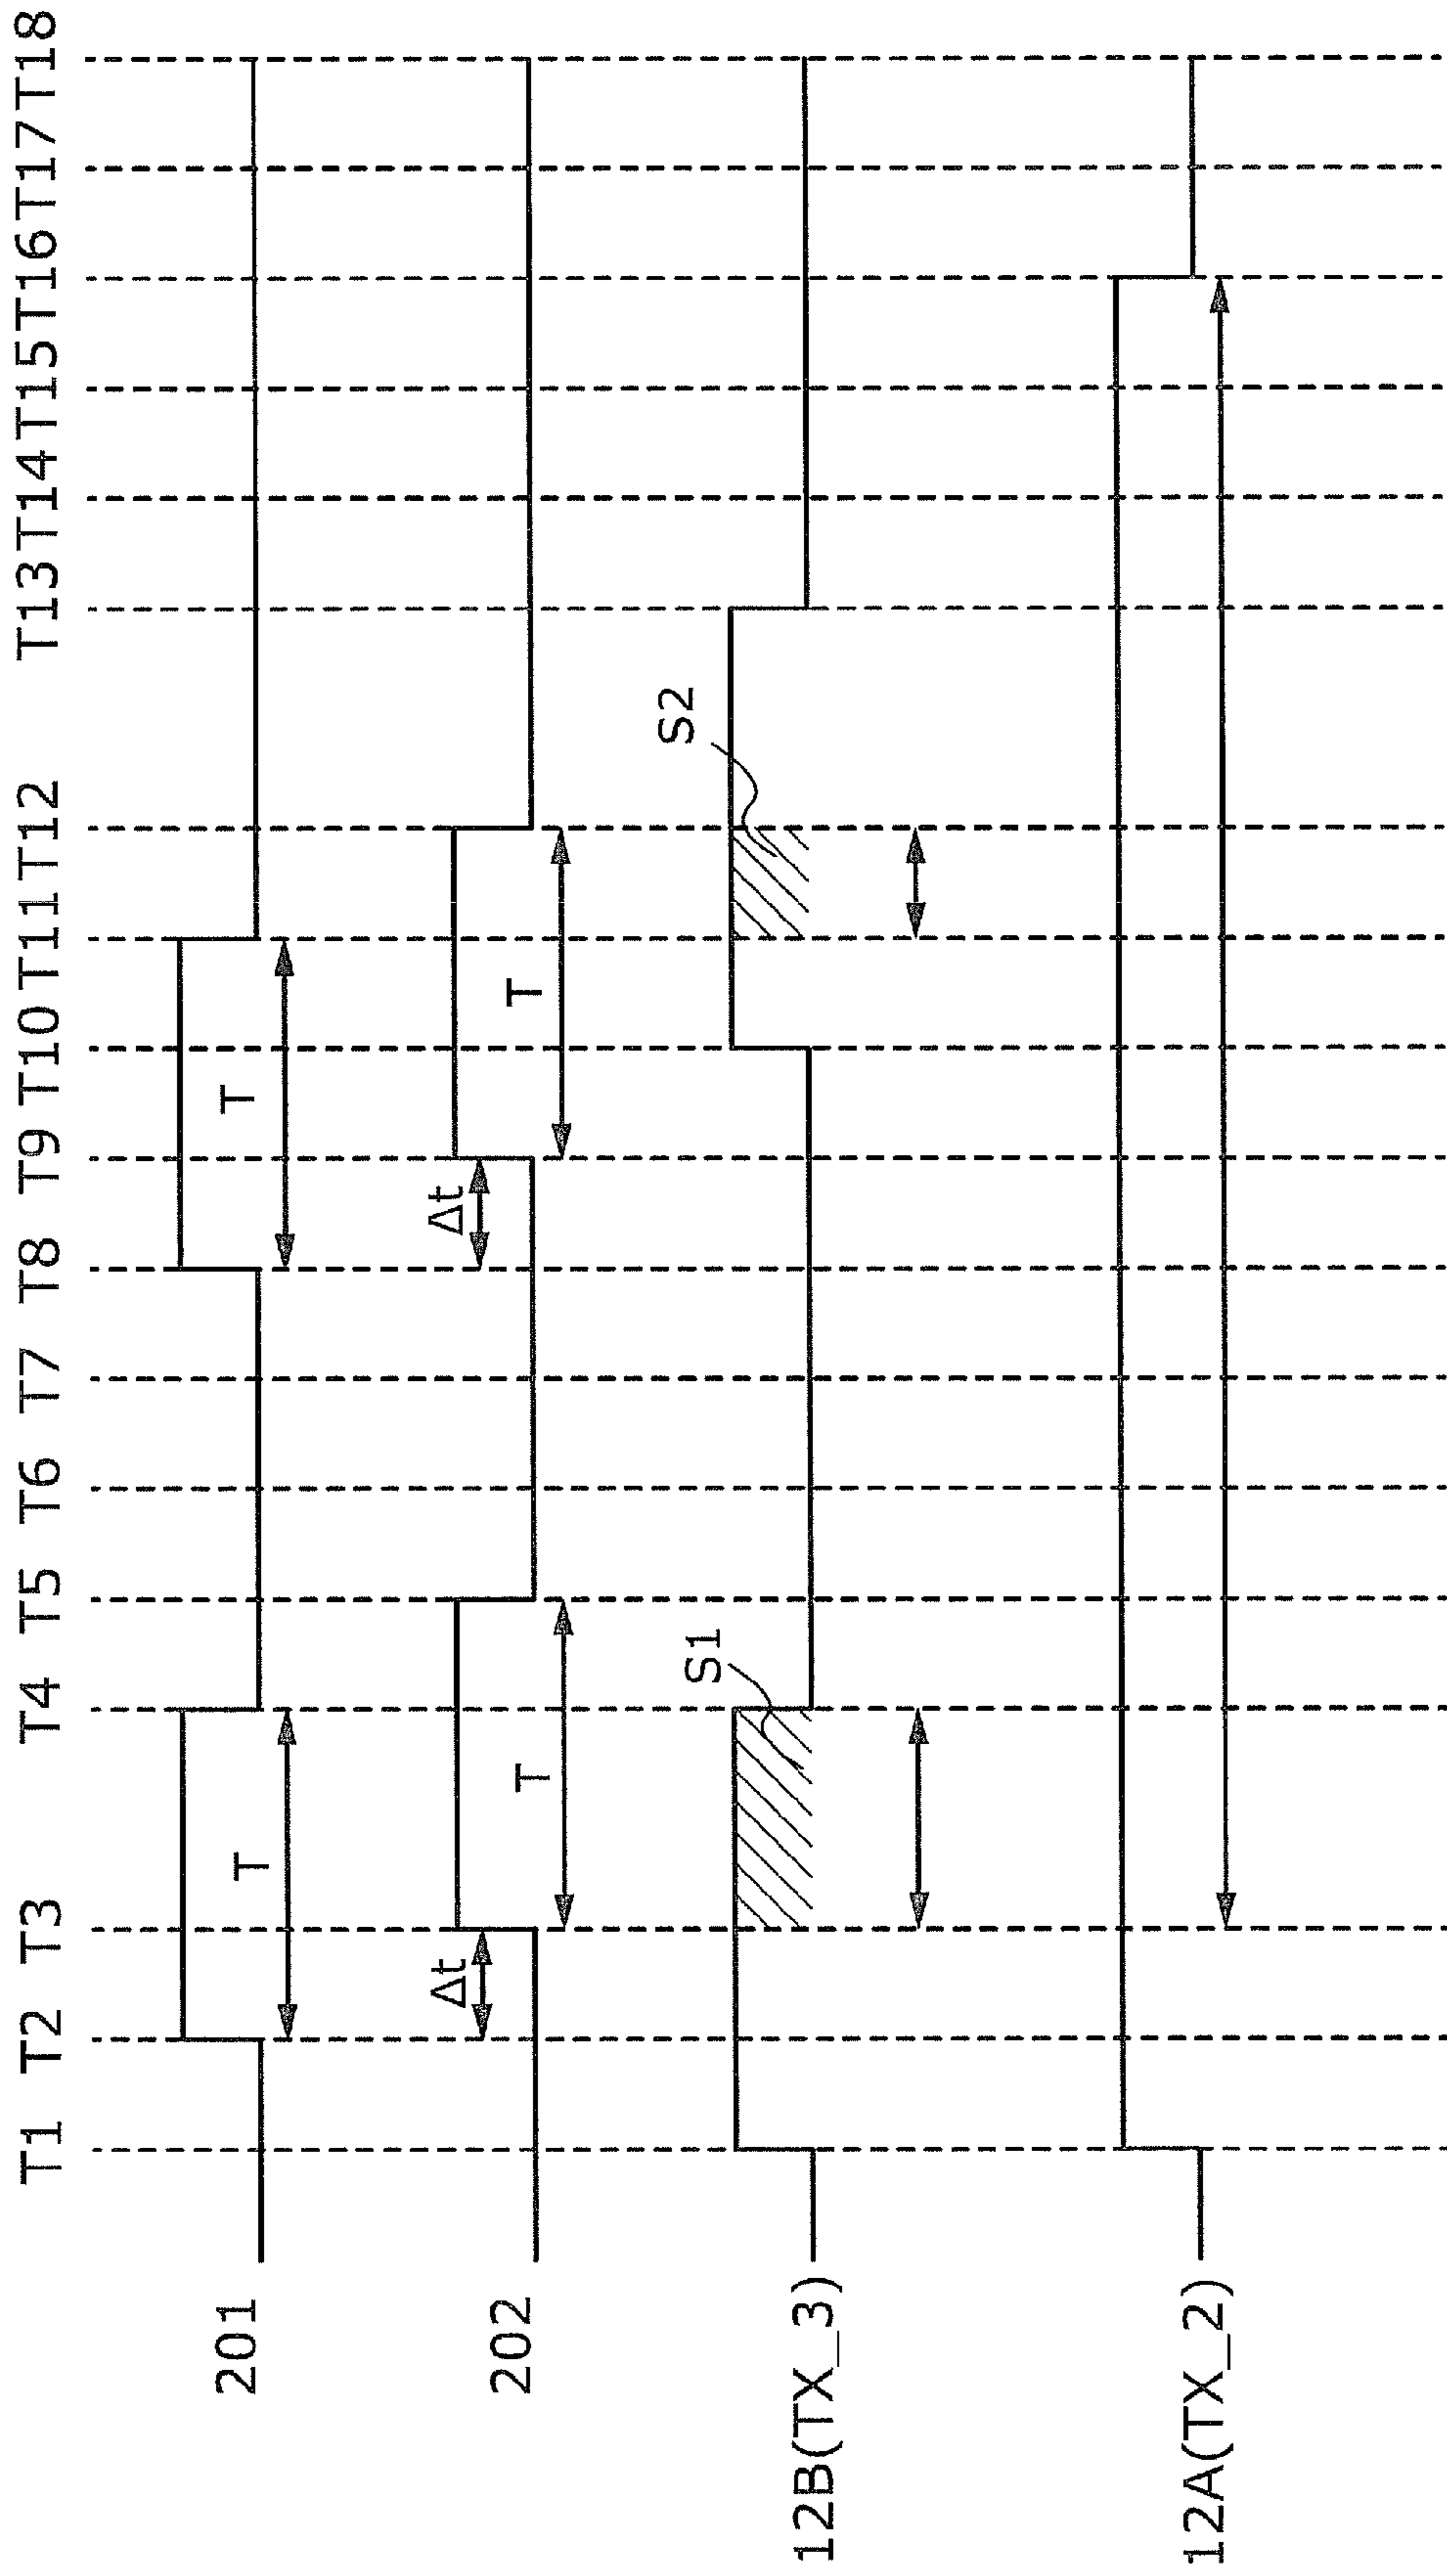 T1 T2 T3 T4 T5 T6 T7 T8 T9 T10 T11 T12 T13 T14 T15 T16 T17 T18
201
T
T
202
Δt
T
Δt
T
12B(TX_3)
S1
S2
12A(TX_2)